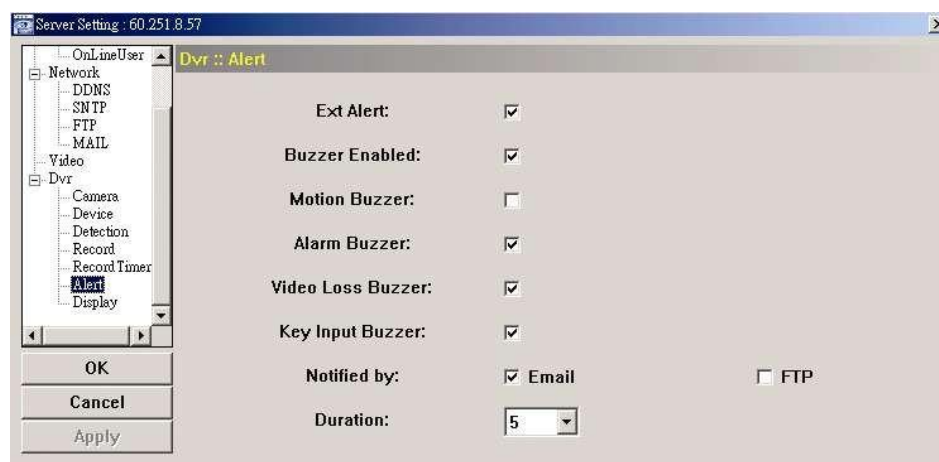 Server Setting : 60.251.8.57
OnLineUser
Network
DDNS
SNTP
FTP
MAIL
Video
Dvr
Camera
Device
Detection
Record
Record Timer
Alert
Display
OK
Cancel
Apply
Dvr :: Alert
Ext Alert:
Buzzer Enabled:
Motion Buzzer:
Alarm Buzzer:
Video Loss Buzzer:
Key Input Buzzer:
Notified by: Email FTP
Duration: 5